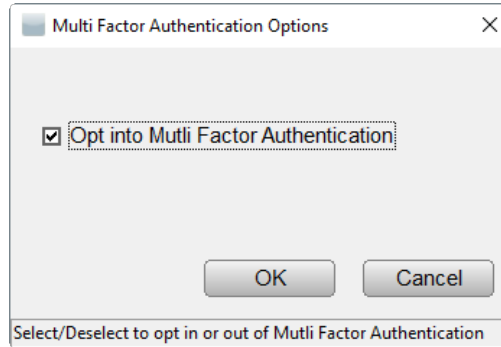 Multi Factor Authentication Options
Opt into Mutli Factor Authentication
OK
Cancel
Select/Deselect to opt in or out of Mutli Factor Authentication